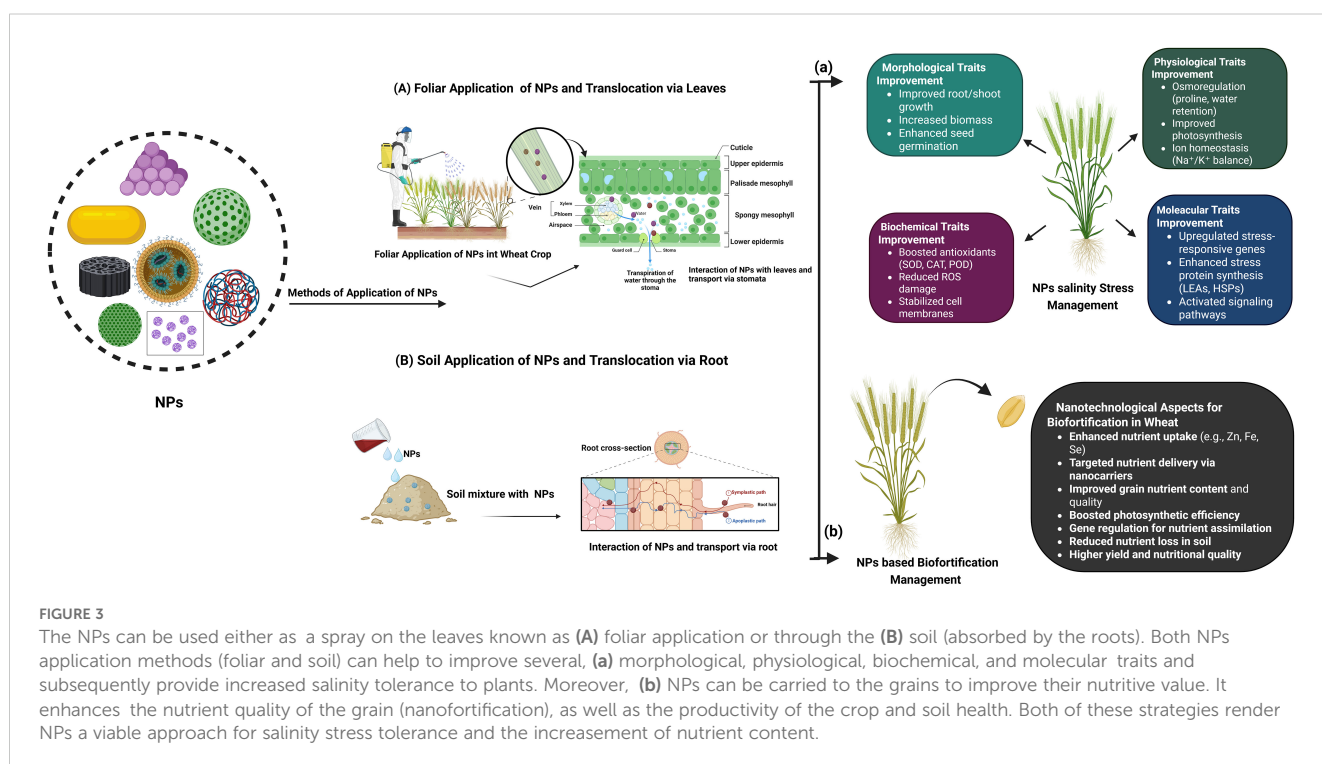 NPs
Methods of Application of NPs
(A) Foliar Application of NPs and Translocation via Leaves
Foliar Application of NPs int Wheat Crop
Vein
Xylem
Phloem
Airspace
Water
Guard cell
Stoma
Cuticle
Upper epidermis
Palisade mesophyll
Spongy mesophyll
Lower epidermis
Transpiration of
water through the
stoma
Interaction of NPs with leaves and
transport via stomata
(B) Soil Application of NPs and Translocation via Root
NPs
Soil mixture with NPs
Root cross-section
Symplastic path
Root hair
Apoplastic path
Interaction of NPs and transport via root
(a)
Morphological Traits
Improvement
• Improved root/shoot
growth
• Increased biomass
• Enhanced seed
germination
Physiological Traits
Improvement
• Osmoregulation
(proline, water
retention)
• Improved
photosynthesis
• Ion homeostasis
(Na⁺/K⁺ balance)
Biochemical Traits
Improvement
• Boosted antioxidants
(SOD, CAT, POD)
Reduced ROS
damage
• Stabilized cell
membranes
Molecular Traits
Improvement
• Upregulated stress-
responsive genes
• Enhanced stress
protein synthesis
(LEAs, HSPs)
• Activated signaling
pathways
NPs salinity Stress
Management
(b)
NPs based Biofortification
Management
Nanotechnological Aspects for
Biofortification in Wheat
• Enhanced nutrient uptake (e.g., Zn, Fe,
Se)
• Targeted nutrient delivery via
nanocarriers
• Improved grain nutrient content and
quality
• Boosted photosynthetic efficiency
• Gene regulation for nutrient assimilation
• Reduced nutrient loss in soil
• Higher yield and nutritional quality
FIGURE 3
The NPs can be used either as a spray on the leaves known as (A) foliar application or through the (B) soil (absorbed by the roots). Both NPs
application methods (foliar and soil) can help to improve several, (a) morphological, physiological, biochemical, and molecular traits and
subsequently provide increased salinity tolerance to plants. Moreover, (b) NPs can be carried to the grains to improve their nutritive value. It
enhances the nutrient quality of the grain (nanofortification), as well as the productivity of the crop and soil health. Both of these strategies render
NPs a viable approach for salinity stress tolerance and the increasement of nutrient content.